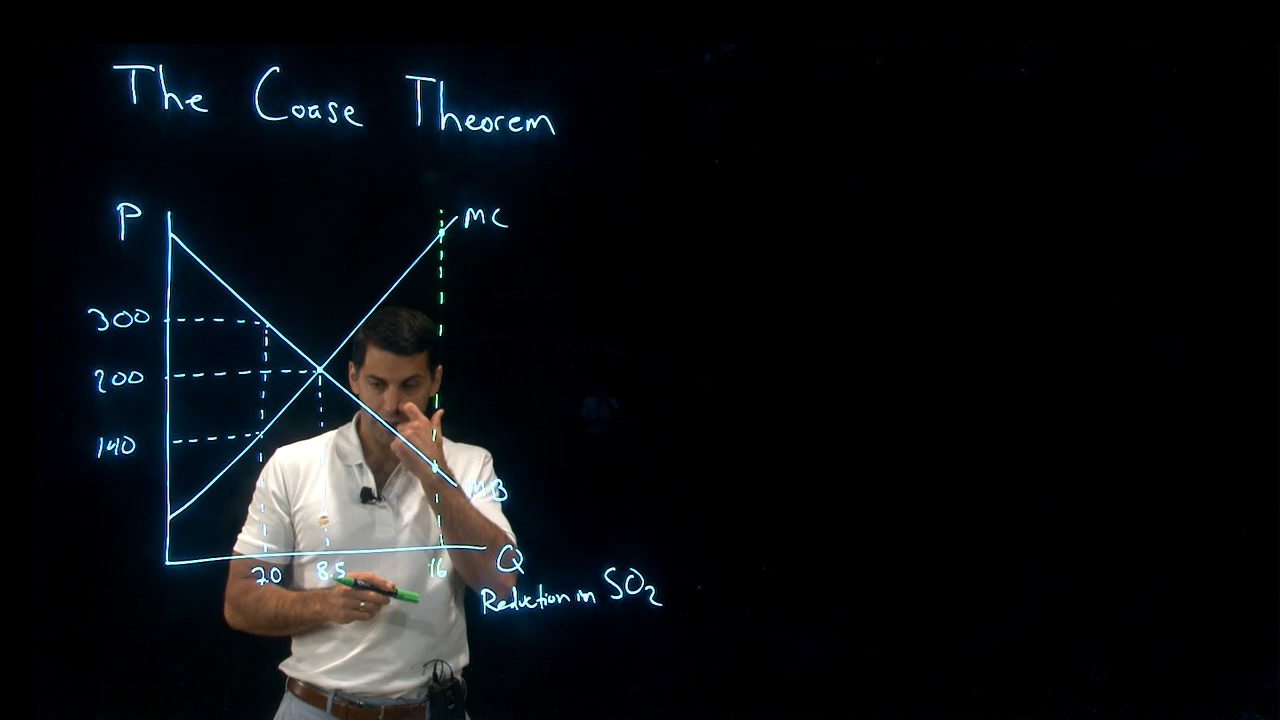 The Coase Theorem
P
MC
300
200
140
MB
7.0 8.5 16
Q
Reduction in SO2